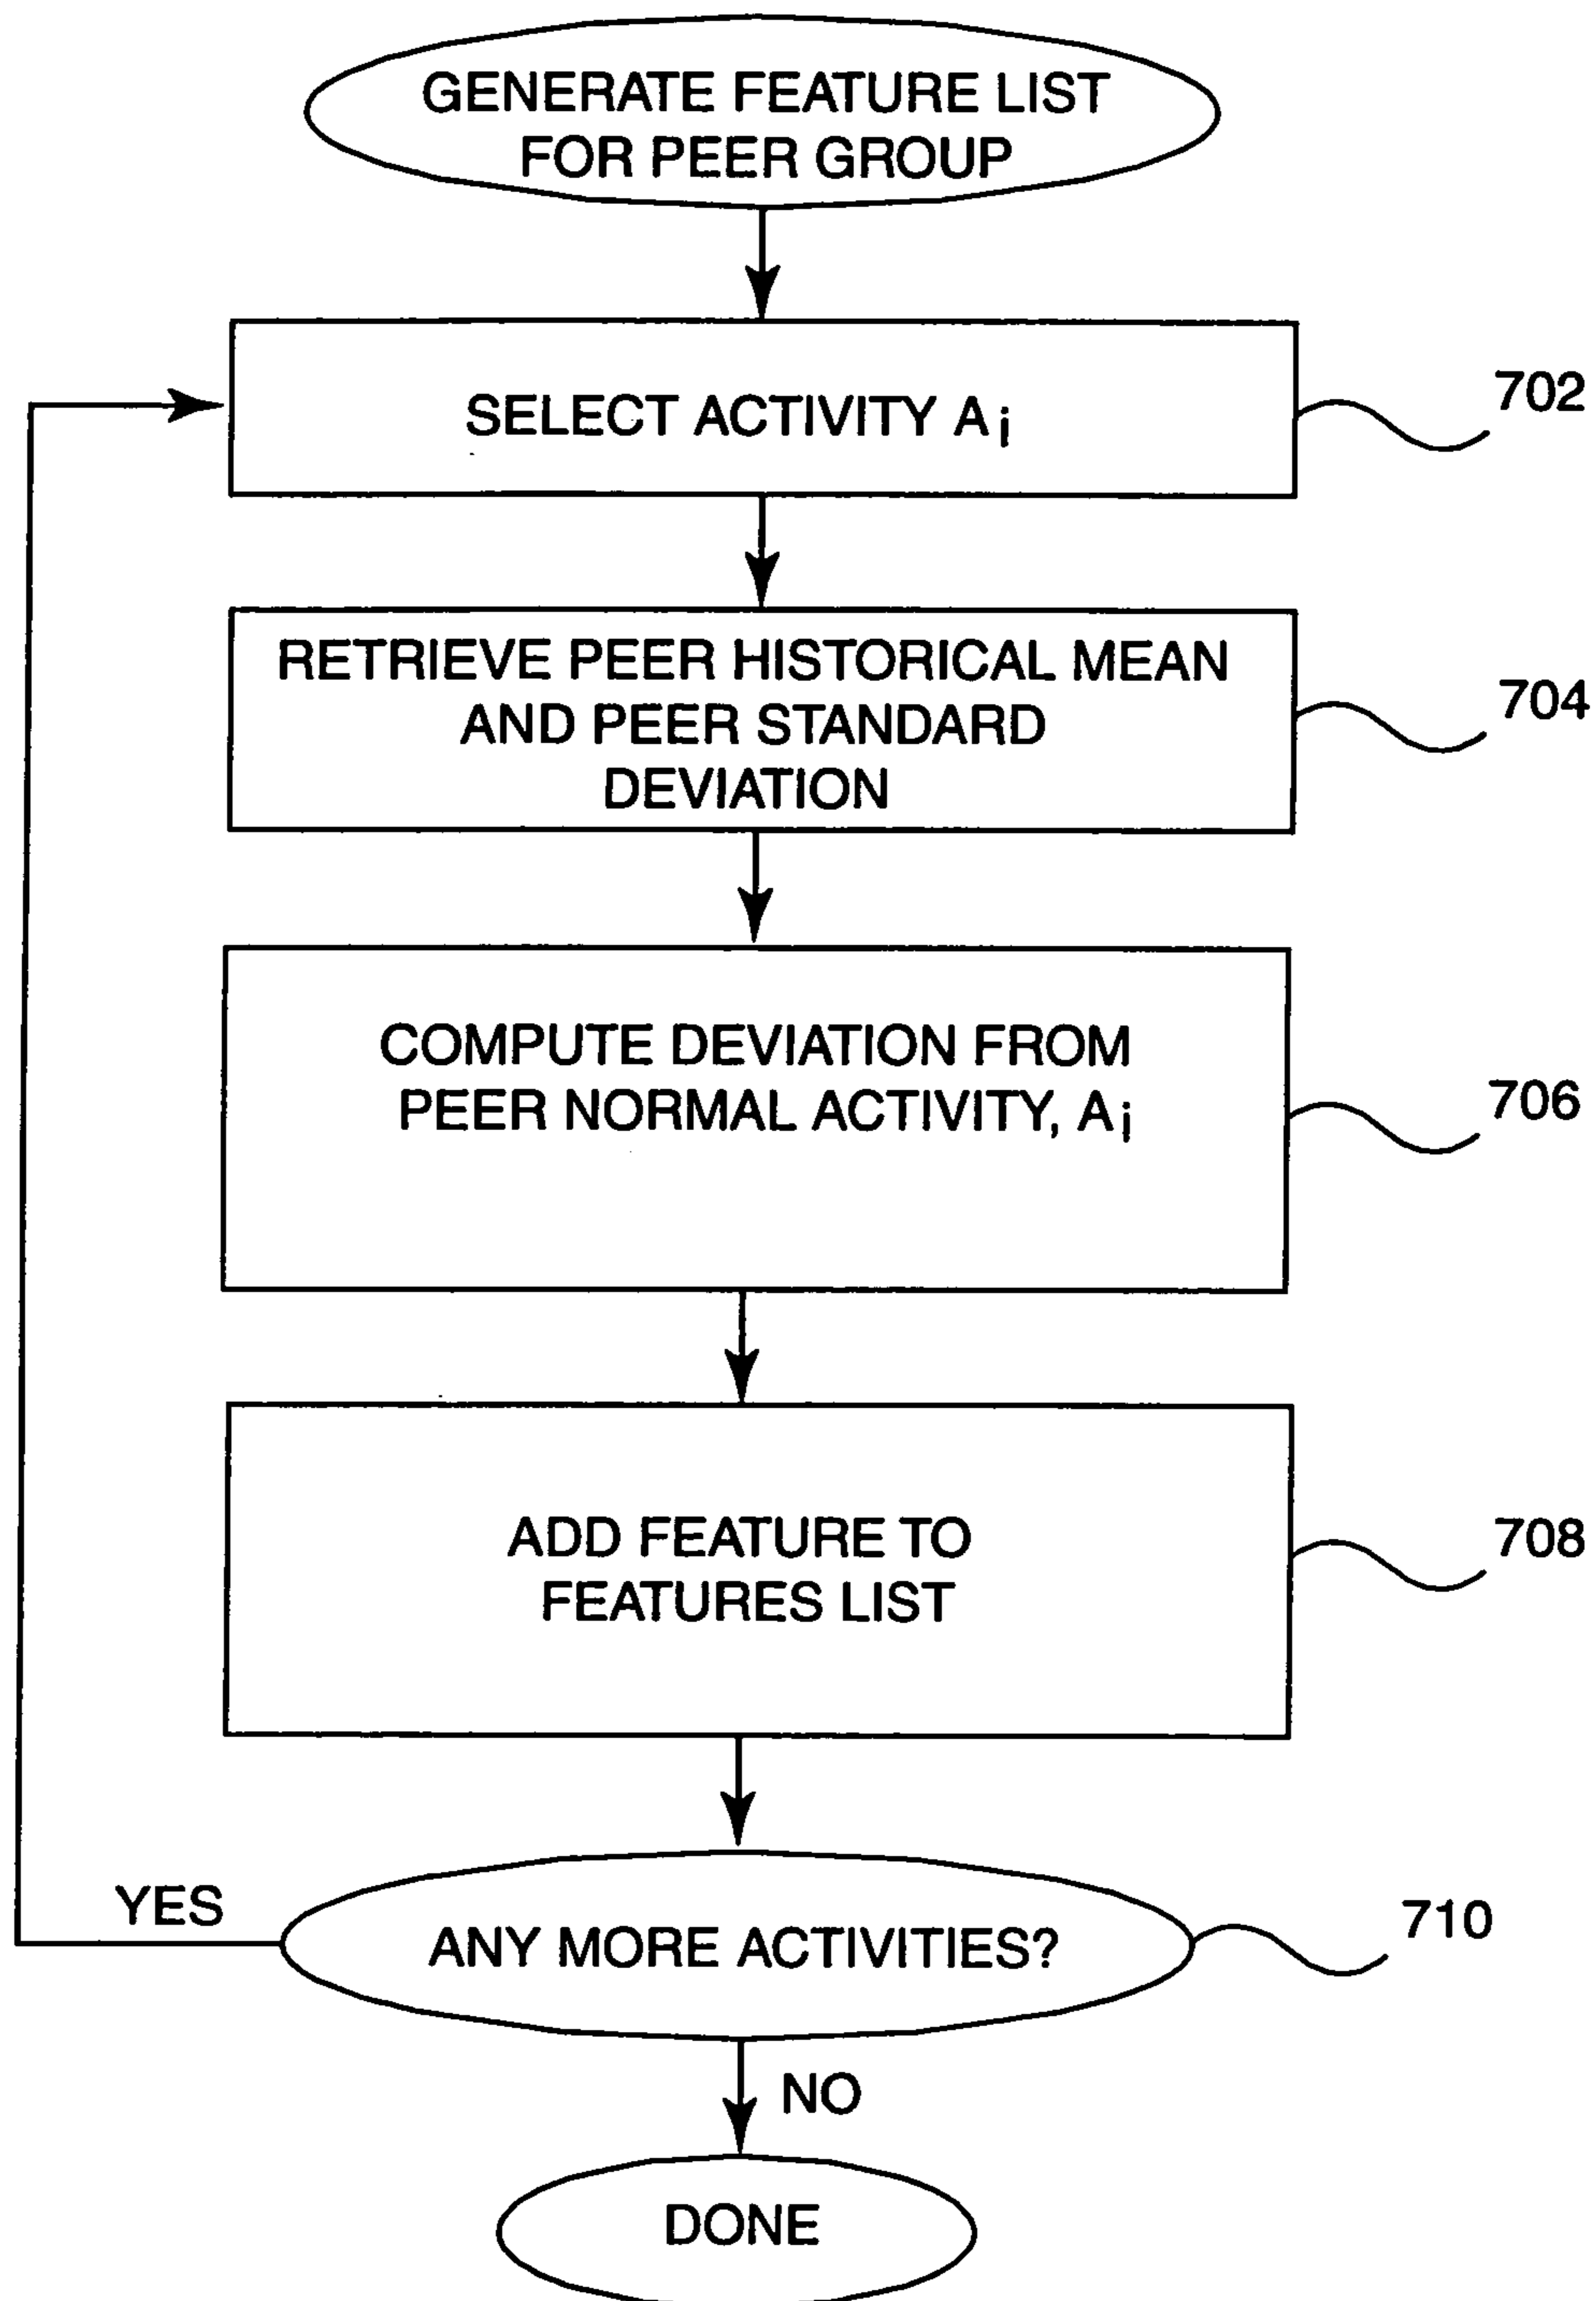 GENERATE FEATURE LIST
FOR PEER GROUP
SELECT ACTIVITY Ai
702
RETRIEVE PEER HISTORICAL MEAN
AND PEER STANDARD
DEVIATION
704
COMPUTE DEVIATION FROM
PEER NORMAL ACTIVITY, Ai
706
ADD FEATURE TO
FEATURES LIST
708
ANY MORE ACTIVITIES?
710
YES
NO
DONE